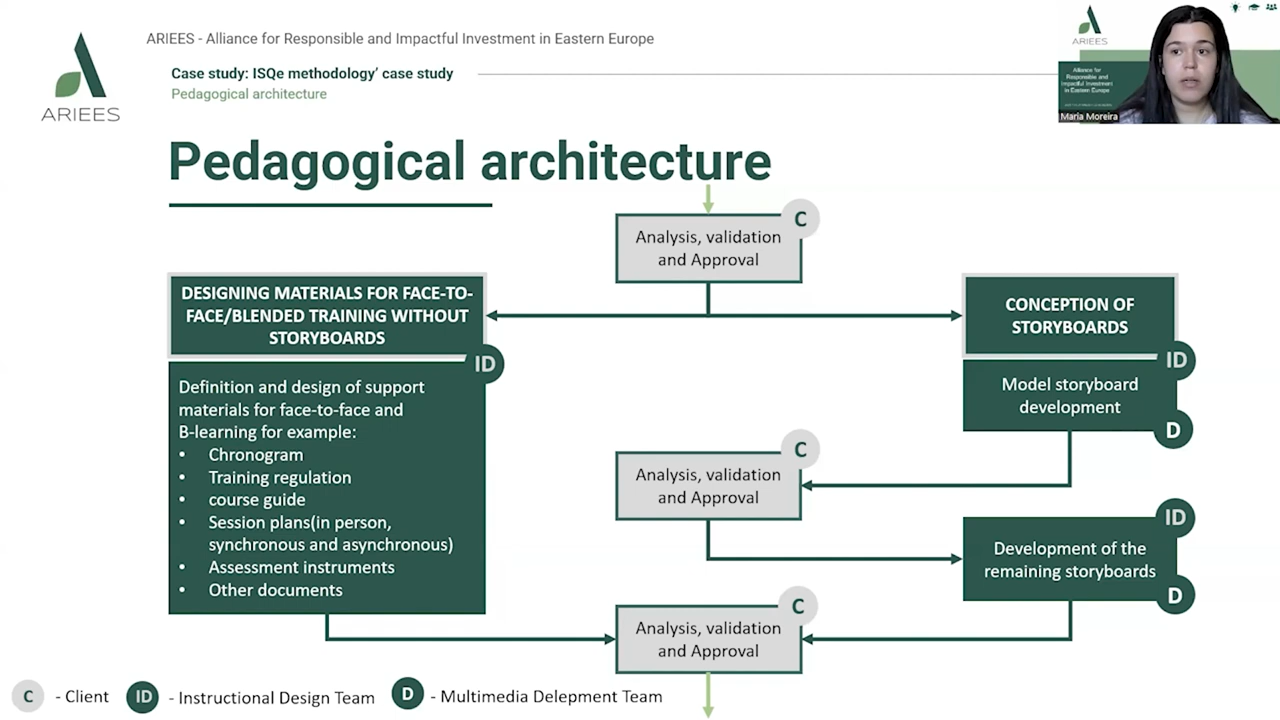 ARIEES - Alliance for Responsible and Impactful Investment in Eastern Europe
Case study: ISQe methodology' case study
Pedagogical architecture
ARIEES
ARIEES
Alliance for
Responsible and
Impactful Investment
in Eastern Europe
Maria Moreira
Pedagogical architecture
C
Analysis, validation
and Approval
DESIGNING MATERIALS FOR FACE-TO-
FACE/BLENDED TRAINING WITHOUT
STORYBOARDS
ID
Definition and design of support
materials for face-to-face and
B-learning for example:
• Chronogram
• Training regulation
• course guide
• Session plans(in person,
synchronous and asynchronous)
• Assessment instruments
• Other documents
CONCEPTION OF
STORYBOARDS
ID
Model storyboard
development
D
C
Analysis, validation
and Approval
ID
Development of the
remaining storyboards
D
C
Analysis, validation
and Approval
C - Client ID - Instructional Design Team D - Multimedia Delepment Team